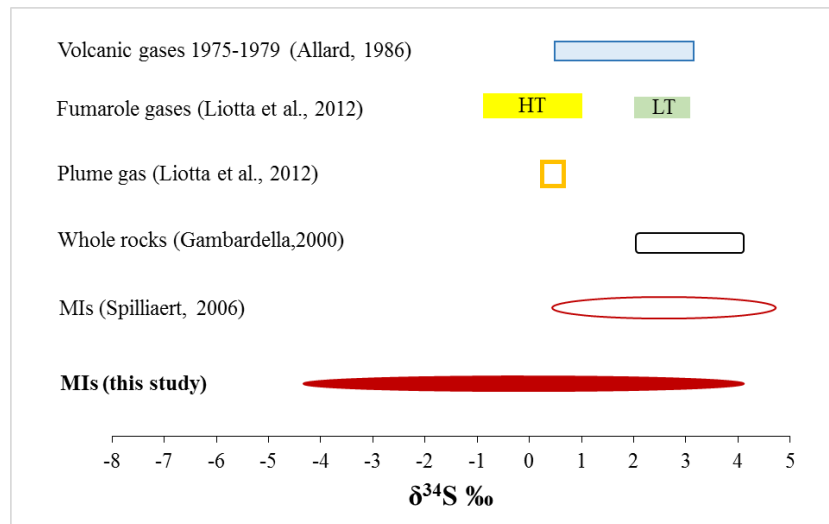 Volcanic gases 1975-1979 (Allard, 1986)
Fumarole gases (Liotta et al., 2012) HT LT
Plume gas (Liotta et al., 2012)
Whole rocks (Gambardella,2000)
MIs (Spilliaert, 2006)
MIs (this study)
-8 -7 -6 -5 -4 -3 -2 -1 0 1 2 3 4 5
δ³⁴S ‰